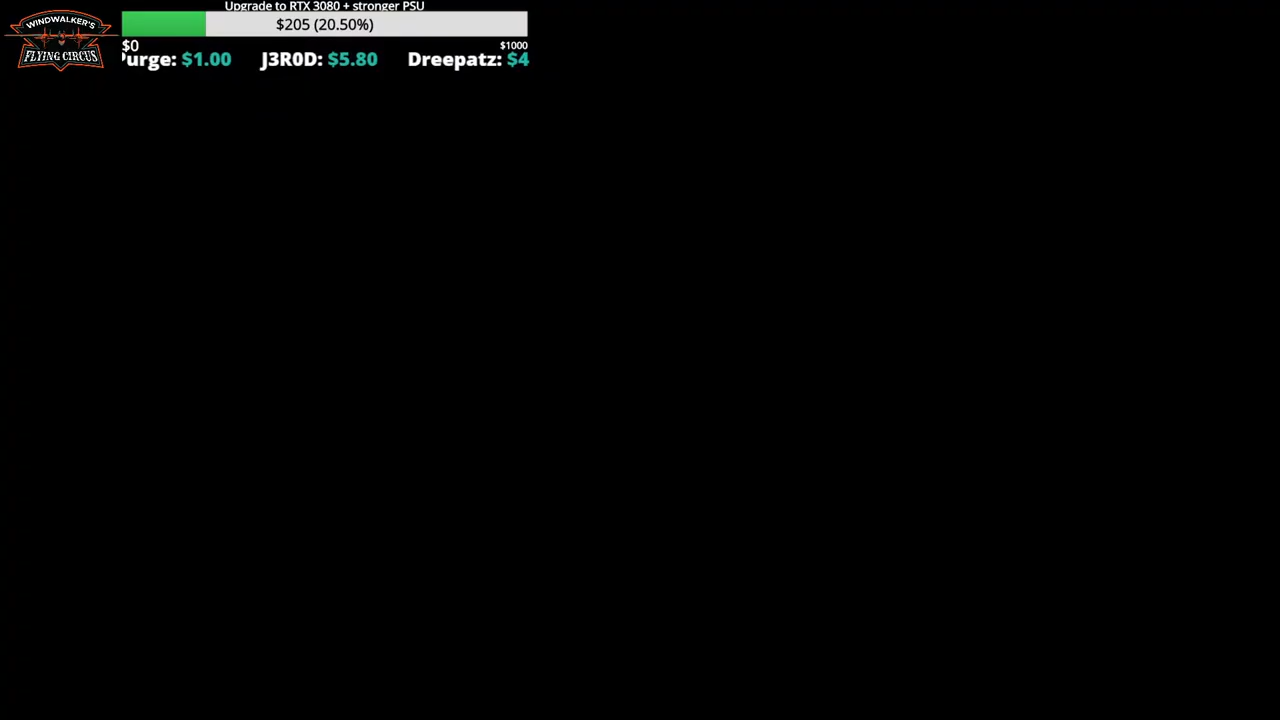 Upgrade to RTX 3080 + stronger PSU
WINDWALKER'S
FLYING CIRCUS
$205 (20.50%)
$0
$1000
Purge: $1.00 J3R0D: $5.80 Dreepatz: $4